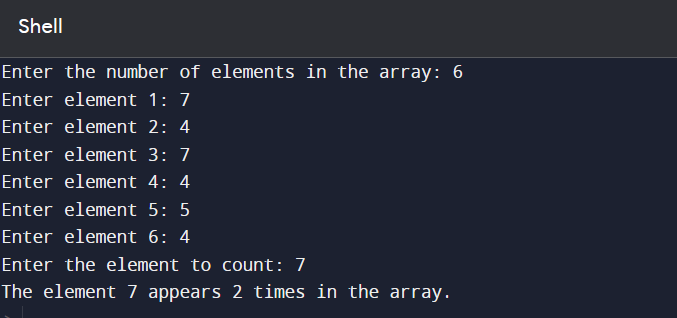 Shell
Enter the number of elements in the array: 6
Enter element 1: 7
Enter element 2: 4
Enter element 3: 7
Enter element 4: 4
Enter element 5: 5
Enter element 6: 4
Enter the element to count: 7
The element 7 appears 2 times in the array.